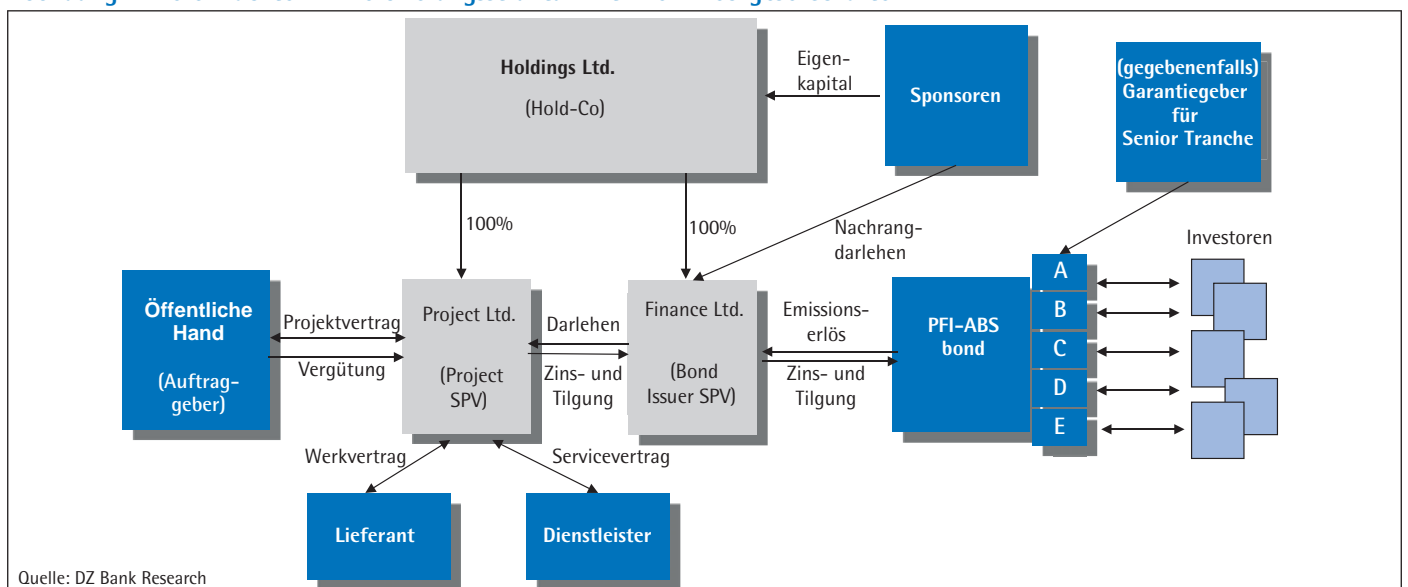 Holdings Ltd.
(Hold-Co)
Eigen-
kapital
Sponsoren
(gegebenenfalls)
Garantiegeber
für
Senior Tranche
100%
100%
Nachrang-
darlehen
Investoren
Öffentliche
Hand
(Auftrag-
geber)
Projektvertrag
Vergütung
Project Ltd.
(Project
SPV)
Darlehen
Zins- und
Tilgung
Finance Ltd.
(Bond
Issuer SPV)
Emissions-
erlös
Zins- und
Tilgung
PFI-ABS
bond
A
B
C
D
E
Werkvertrag
Servicevertrag
Lieferant
Dienstleister
Quelle: DZ Bank Research